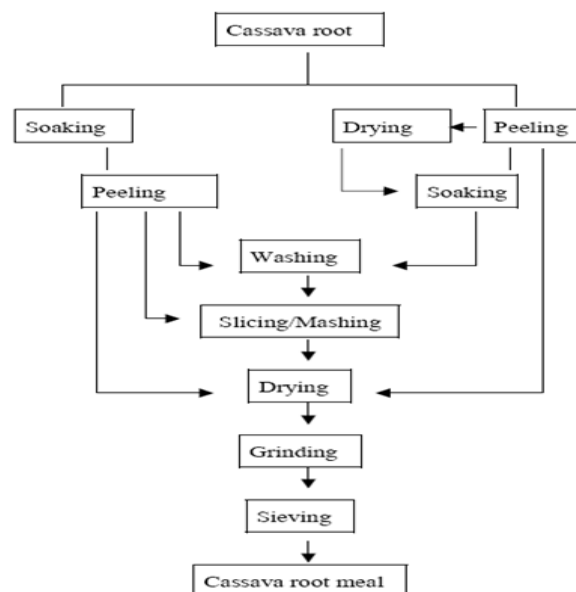 Cassava root
Soaking
Drying
Peeling
Peeling
Soaking
Washing
Slicing/Mashing
Drying
Grinding
Sieving
Cassava root meal